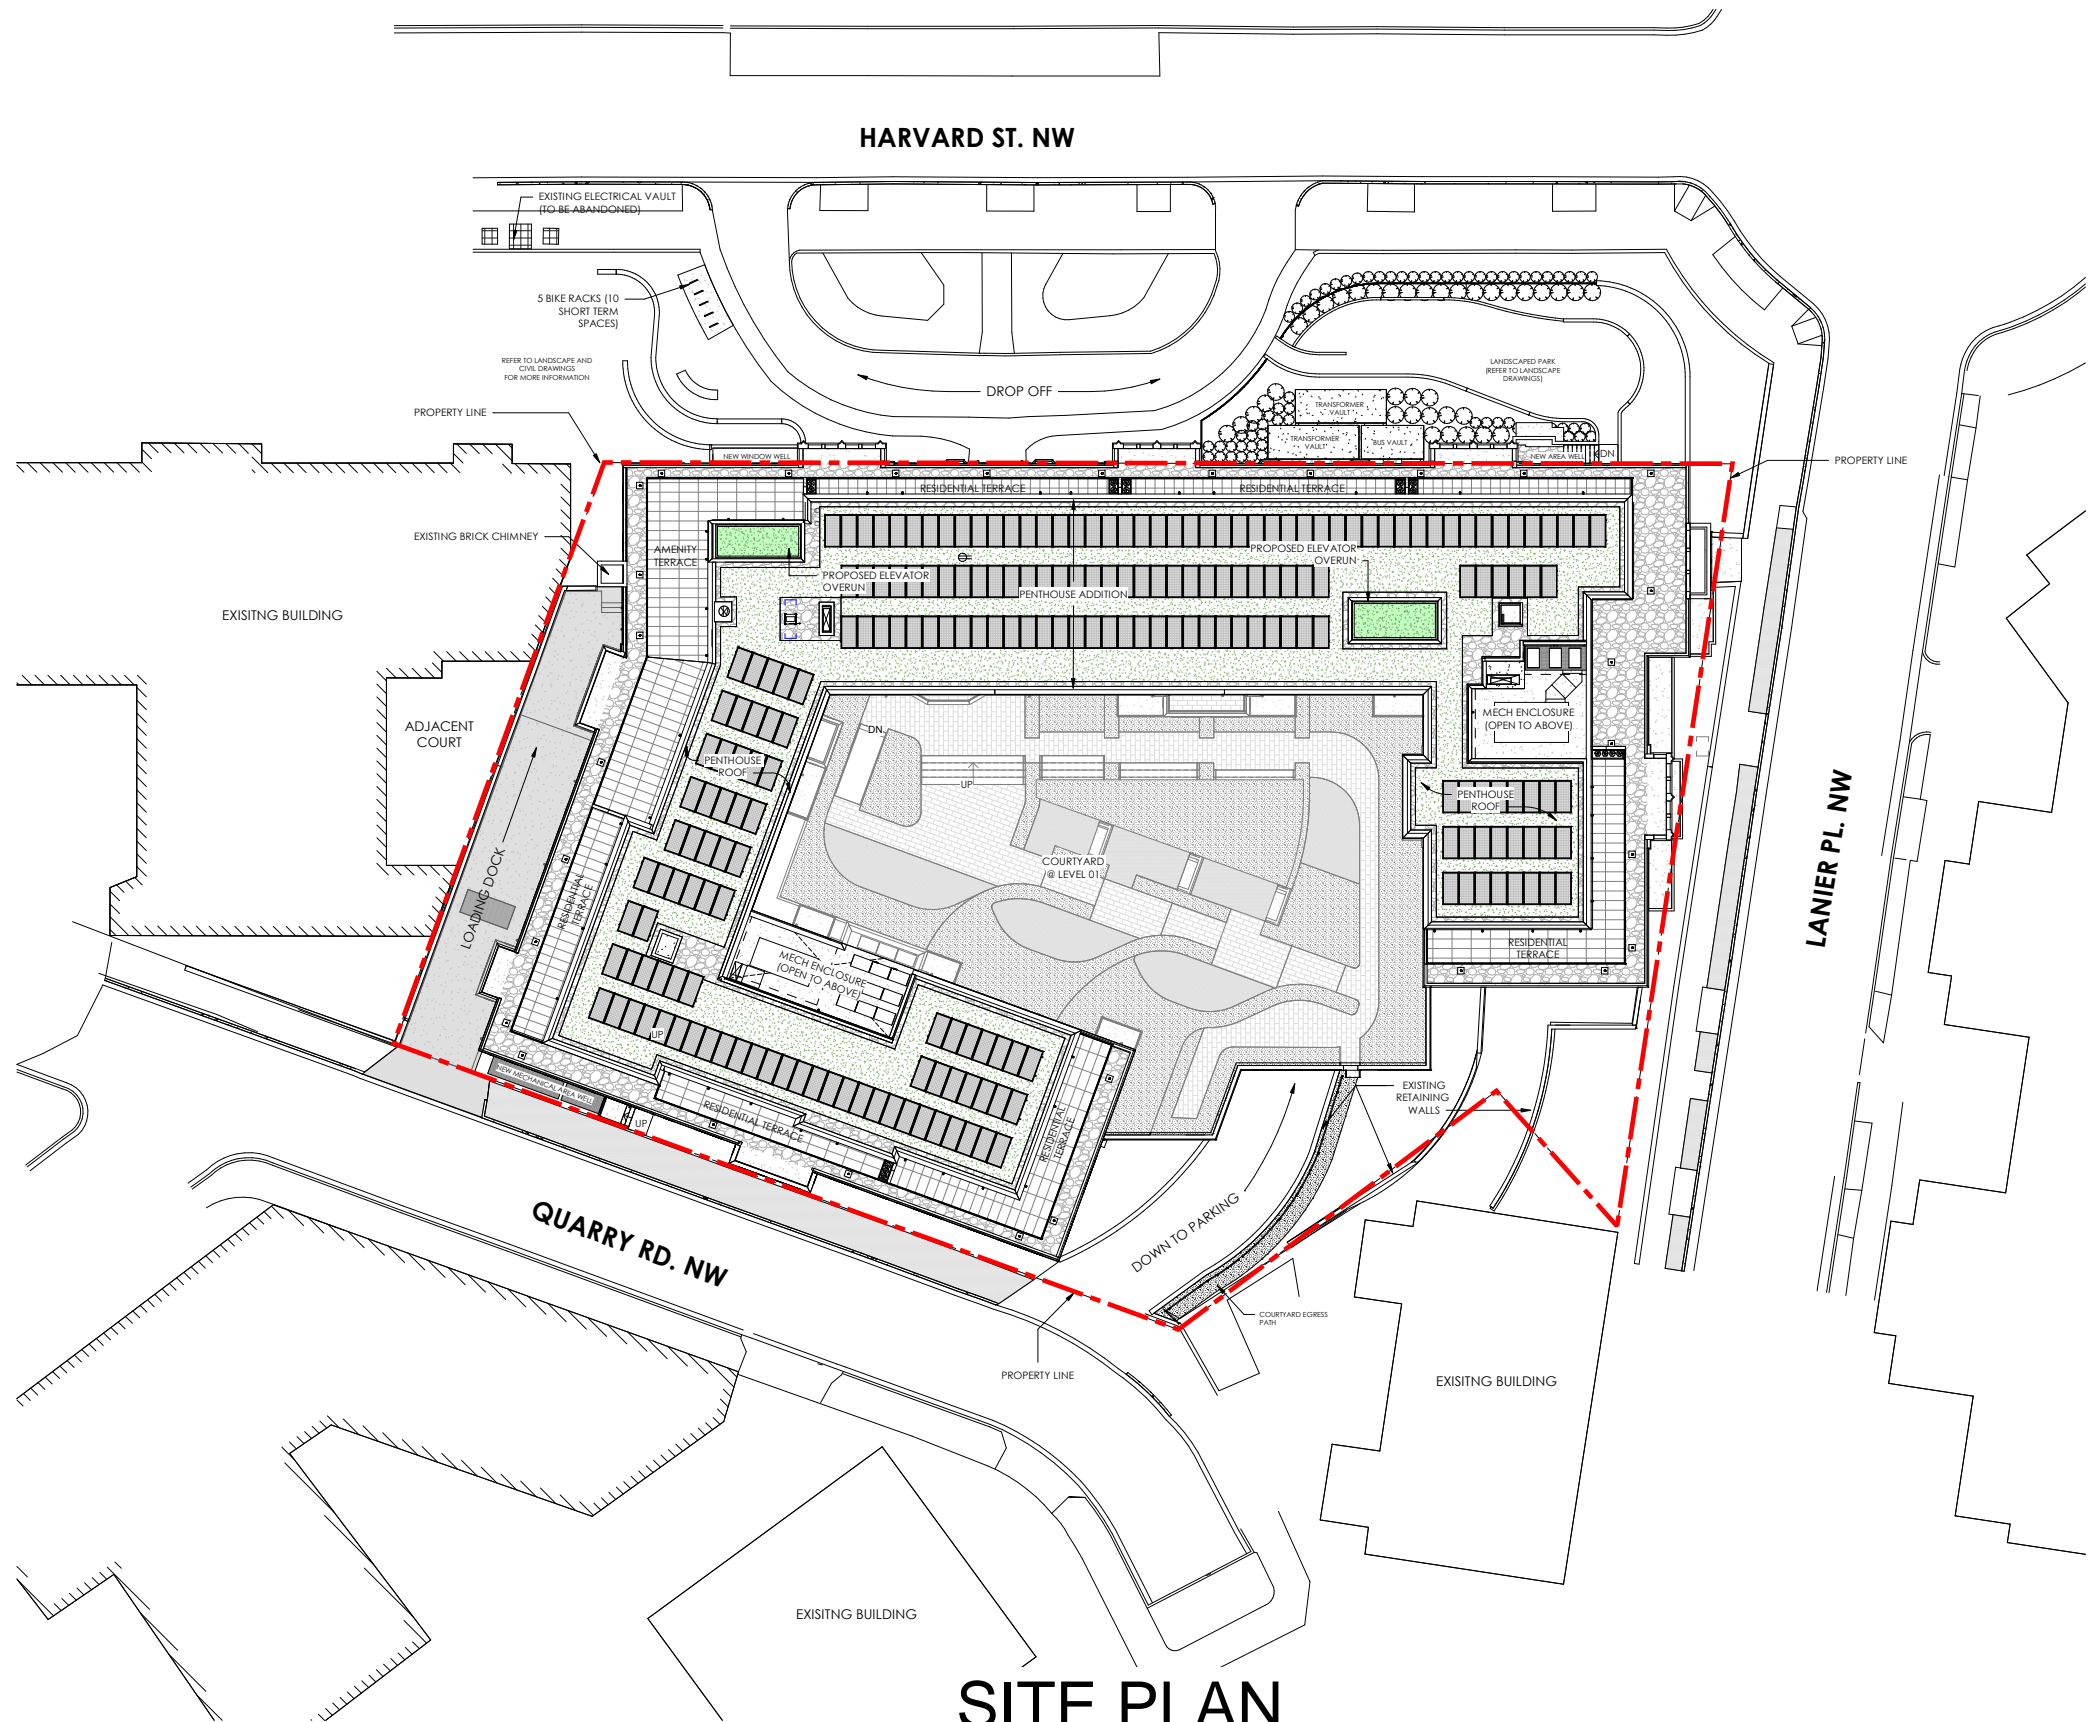 HARVARD ST. NW
EXISTING ELECTRICAL VAULT
(TO BE ABANDONED)
5 BIKE RACKS (10
SHORT TERM
SPACES)
REFER TO LANDSCAPE AND
CIVIL DRAWINGS
FOR MORE INFORMATION
LANDSCAPED PARK
(REFER TO LANDSCAPE
DRAWINGS)
DROP OFF
TRANSFORMER
VAULT
TRANSFORMER
VAULT
BUS VAULT
PROPERTY LINE
NEW WINDOW WELL
NEW AREA WELL
DN
PROPERTY LINE
RESIDENTIAL TERRACE
RESIDENTIAL TERRACE
EXISTING BRICK CHIMNEY
AMENITY
TERRACE
PROPOSED ELEVATOR
OVERUN
PROPOSED ELEVATOR
OVERUN
PENTHOUSE ADDITION
EXISITNG BUILDING
ADJACENT
COURT
MECH ENCLOSURE
(OPEN TO ABOVE)
DN
PENTHOUSE
ROOF
UP
PENTHOUSE
ROOF
COURTYARD
@ LEVEL 01
LOADING DOCK
RESIDENTIAL
TERRACE
LANIER PL. NW
RESIDENTIAL
TERRACE
MECH ENCLOSURE
(OPEN TO ABOVE)
UP
NEW MECHANICAL AREA WELL
UP
RESIDENTIAL TERRACE
RESIDENTIAL
TERRACE
EXISTING
RETAINING
WALLS
QUARRY RD. NW
DOWN TO PARKING
COURTYARD EGRESS
PATH
PROPERTY LINE
EXISITNG BUILDING
EXISITNG BUILDING
SITE PLAN